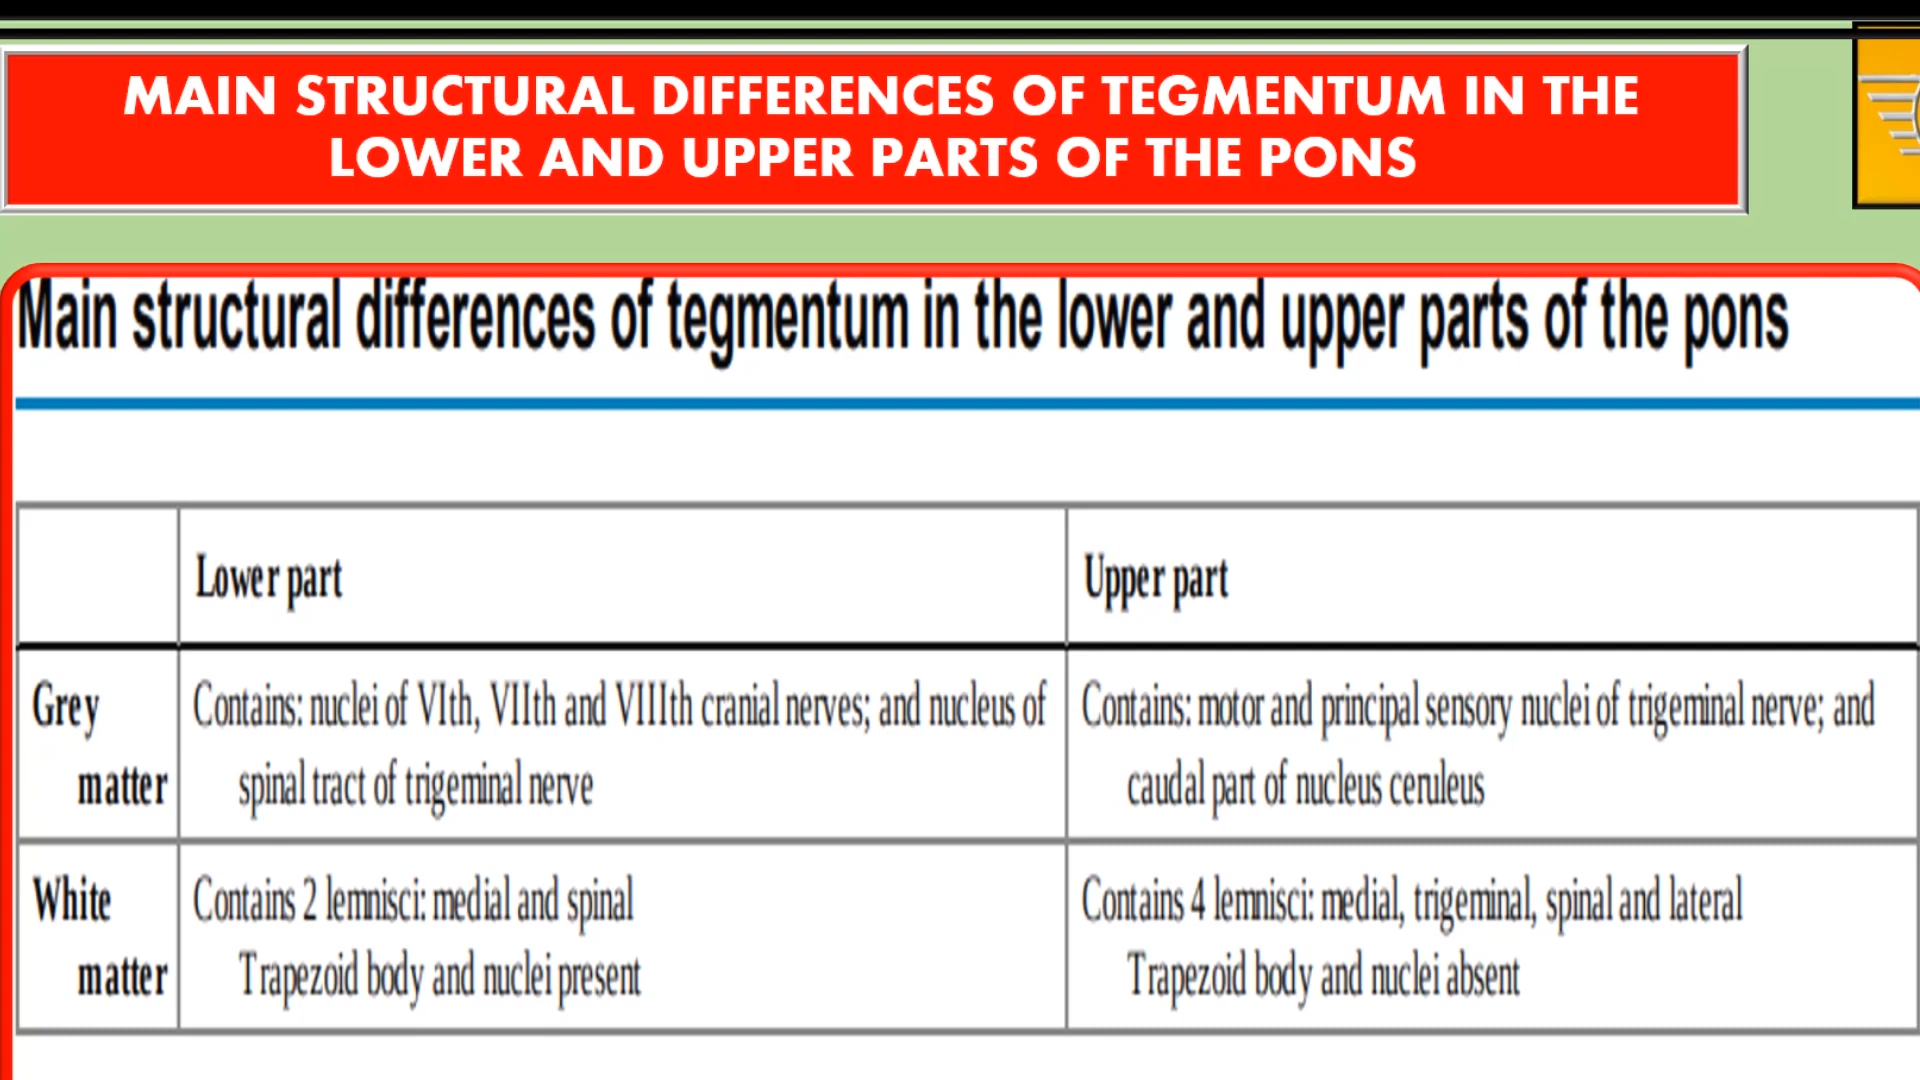 MAIN STRUCTURAL DIFFERENCES OF TEGMENTUM IN THE
LOWER AND UPPER PARTS OF THE PONS
Main structural differences of tegmentum in the lower and upper parts of the pons
Lower part
Upper part
Grey
matter
Contains: nuclei of VIth, VIIth and VIIIth cranial nerves; and nucleus of
spinal tract of trigeminal nerve
Contains: motor and principal sensory nuclei of trigeminal nerve; and
caudal part of nucleus ceruleus
White
matter
Contains 2 lemnisci: medial and spinal
Trapezoid body and nuclei present
Contains 4 lemnisci: medial, trigeminal, spinal and lateral
Trapezoid body and nuclei absent